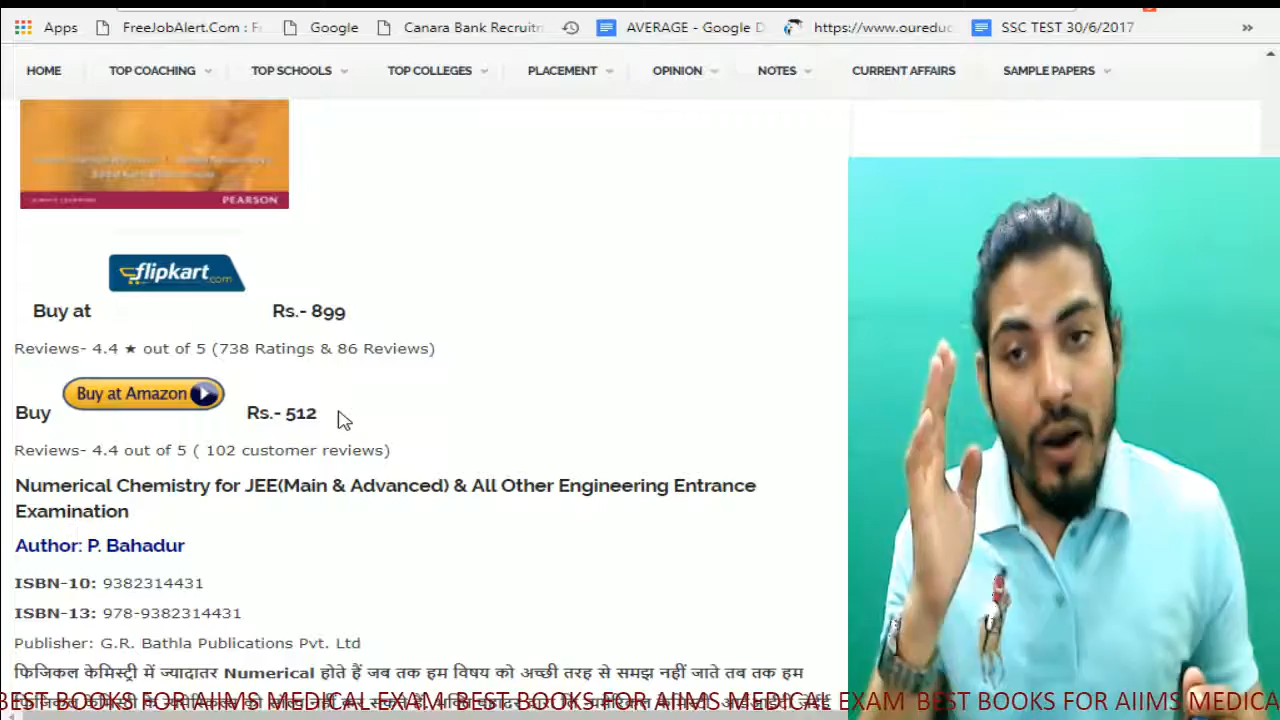 Apps FreeJobAlert.Com : F Google Canara Bank Recruitm AVERAGE - Google D https://www.oureduc SSC TEST 30/6/2017 »
HOME TOP COACHING TOP SCHOOLS TOP COLLEGES PLACEMENT OPINION NOTES CURRENT AFFAIRS SAMPLE PAPERS
PEARSON
flipkart.com
Buy at Rs.- 899
Reviews- 4.4 ★ out of 5 (738 Ratings & 86 Reviews)
Buy at Amazon
Buy Rs.- 512
Reviews- 4.4 out of 5 ( 102 customer reviews)
Numerical Chemistry for JEE(Main & Advanced) & All Other Engineering Entrance
Examination
Author: P. Bahadur
ISBN-10: 9382314431
ISBN-13: 978-9382314431
Publisher: G.R. Bathla Publications Pvt. Ltd
फिजिकल केमिस्ट्री में ज्यादातर Numerical होते हैं जब तक हम विषय को अच्छी तरह से समझ नहीं जाते तब तक हम
BEST BOOKS FOR AIIMS MEDICAL EXAM BEST BOOKS FOR AIIMS MEDICAL EXAM BEST BOOKS FOR AIIMS MEDICA